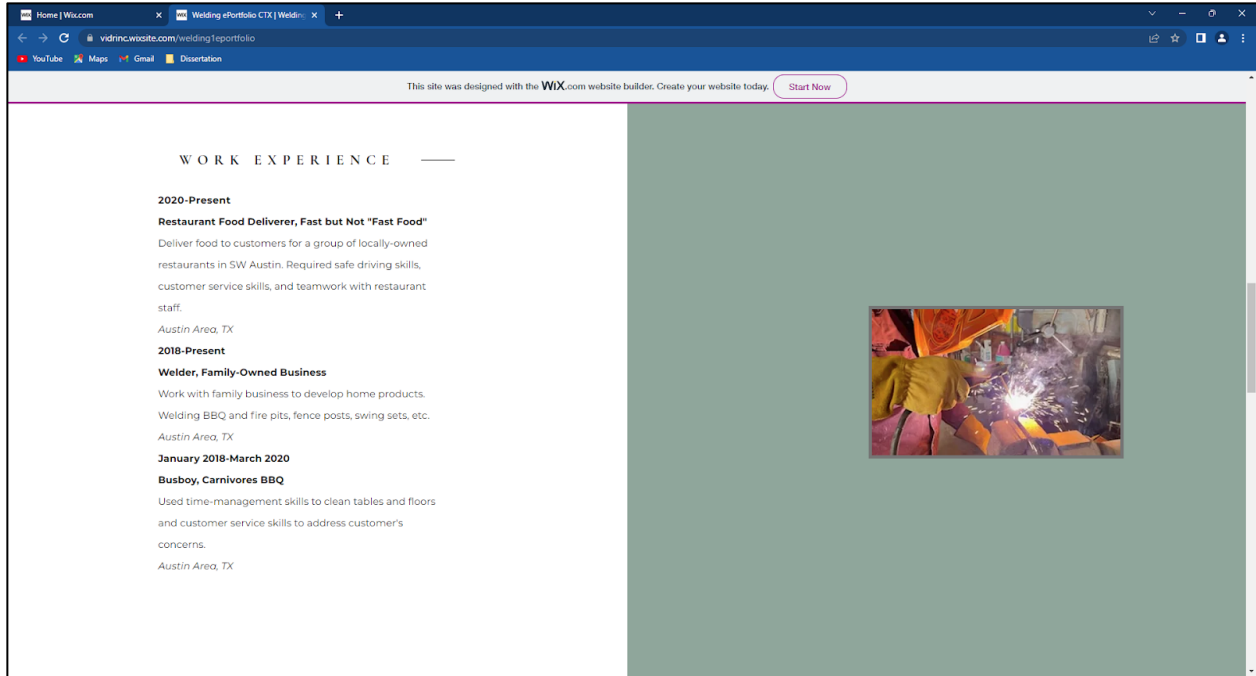 Home | Wix.com
Welding ePortfolio CTX | Welding
vidrinc.wixsite.com/welding1eportfolio
YouTube Maps Gmail Dissertation
This site was designed with the WiX.com website builder. Create your website today. Start Now
WORK EXPERIENCE
2020-Present
Restaurant Food Deliverer, Fast but Not "Fast Food"
Deliver food to customers for a group of locally-owned
restaurants in SW Austin. Required safe driving skills,
customer service skills, and teamwork with restaurant
staff.
Austin Area, TX
2018-Present
Welder, Family-Owned Business
Work with family business to develop home products.
Welding BBQ and fire pits, fence posts, swing sets, etc.
Austin Area, TX
January 2018-March 2020
Busboy, Carnivores BBQ
Used time-management skills to clean tables and floors
and customer service skills to address customer's
concerns.
Austin Area, TX